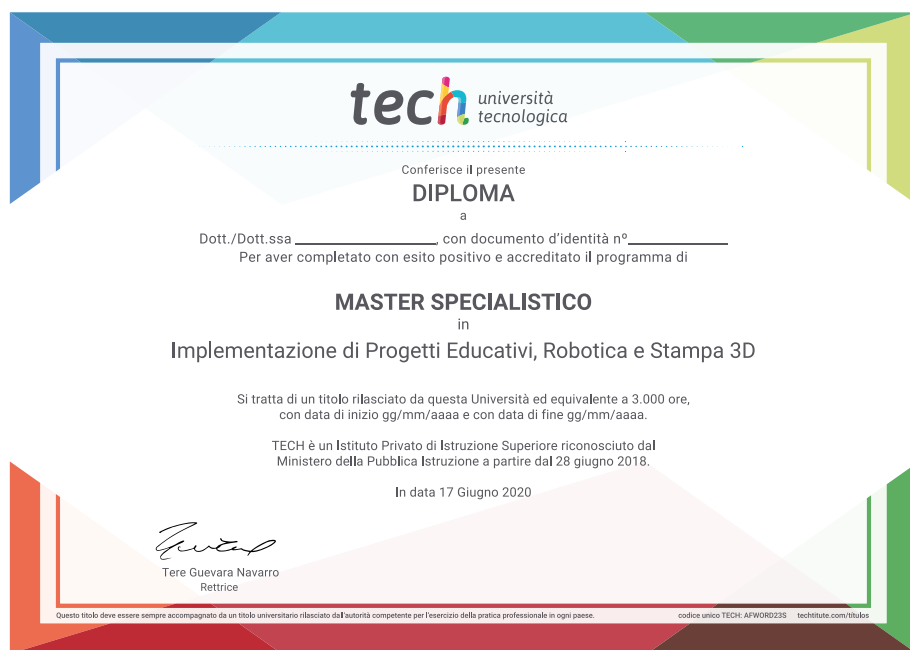 tech università
tecnologica
Conferisce il presente
DIPLOMA
a
Dott./Dott.ssa _________________, con documento d'identità nº____________
Per aver completato con esito positivo e accreditato il programma di
MASTER SPECIALISTICO
in
Implementazione di Progetti Educativi, Robotica e Stampa 3D
Si tratta di un titolo rilasciato da questa Università ed equivalente a 3.000 ore,
con data di inizio gg/mm/aaaa e con data di fine gg/mm/aaaa.
TECH è un Istituto Privato di Istruzione Superiore riconosciuto dal
Ministero della Pubblica Istruzione a partire dal 28 giugno 2018.
In data 17 Giugno 2020
Tere Guevara Navarro
Rettrice
Questo titolo deve essere sempre accompagnato da un titolo universitario rilasciato dall'autorità competente per l'esercizio della pratica professionale in ogni paese. codice unico TECH: AFWORD23S techtitute.com/titulos